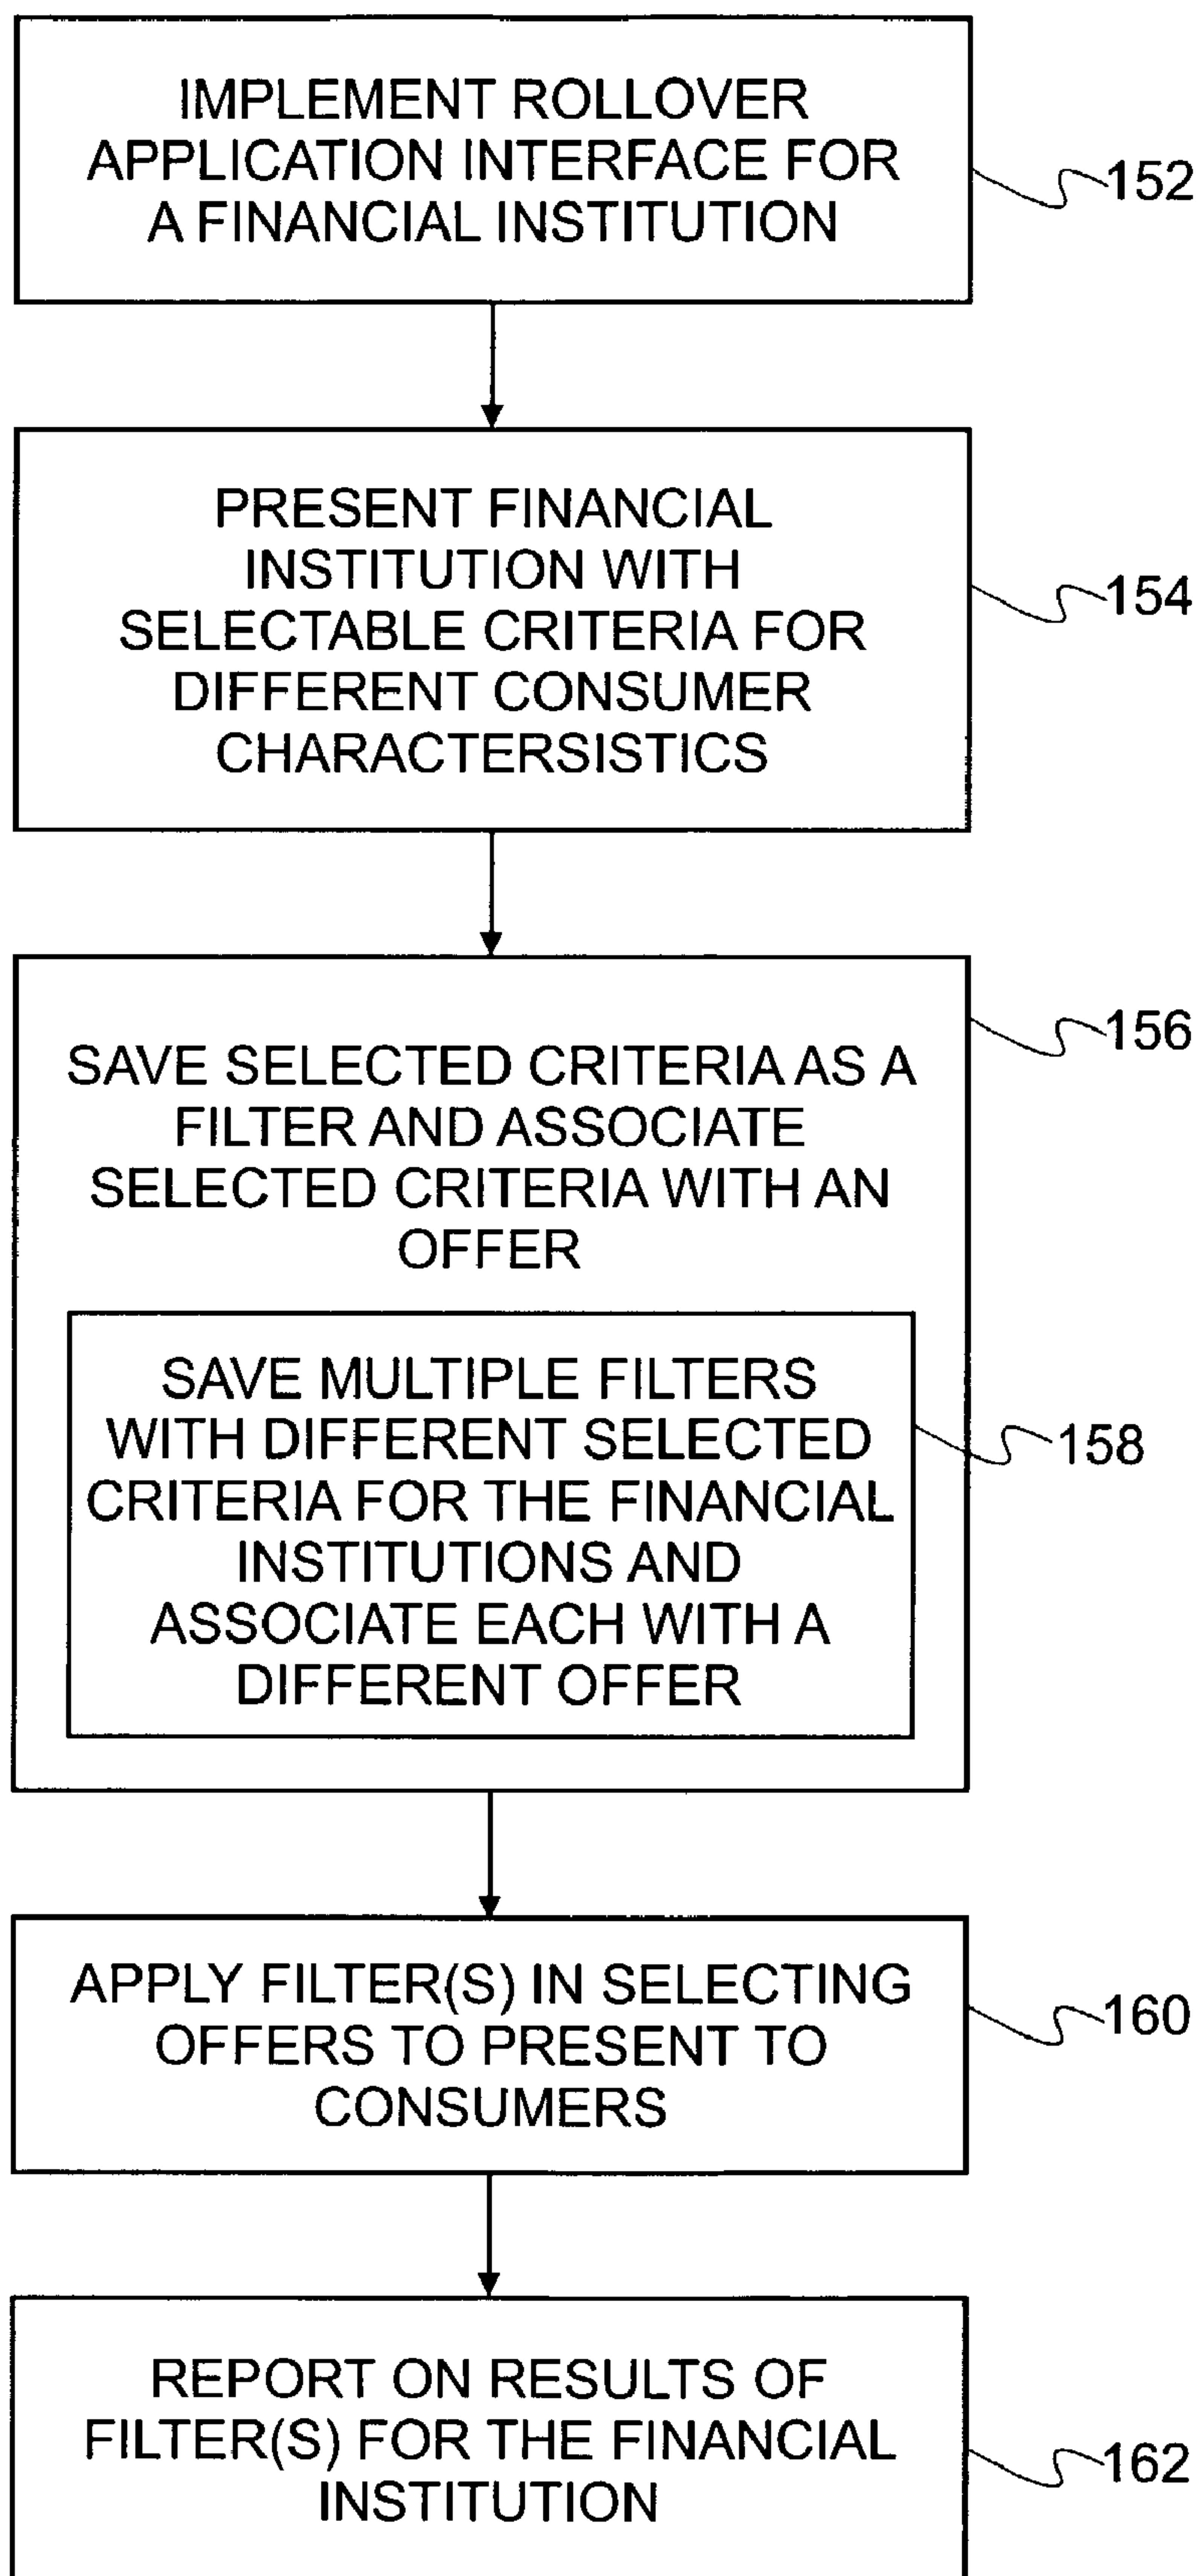 IMPLEMENT ROLLOVER
APPLICATION INTERFACE FOR
A FINANCIAL INSTITUTION
152
PRESENT FINANCIAL
INSTITUTION WITH
SELECTABLE CRITERIA FOR
DIFFERENT CONSUMER
CHARACTERSISTICS
154
156
SAVE SELECTED CRITERIA AS A
FILTER AND ASSOCIATE
SELECTED CRITERIA WITH AN
OFFER
SAVE MULTIPLE FILTERS
WITH DIFFERENT SELECTED
CRITERIA FOR THE FINANCIAL
INSTITUTIONS AND
ASSOCIATE EACH WITH A
DIFFERENT OFFER
158
APPLY FILTER(S) IN SELECTING
OFFERS TO PRESENT TO
CONSUMERS
160
REPORT ON RESULTS OF
FILTER(S) FOR THE FINANCIAL
INSTITUTION
162